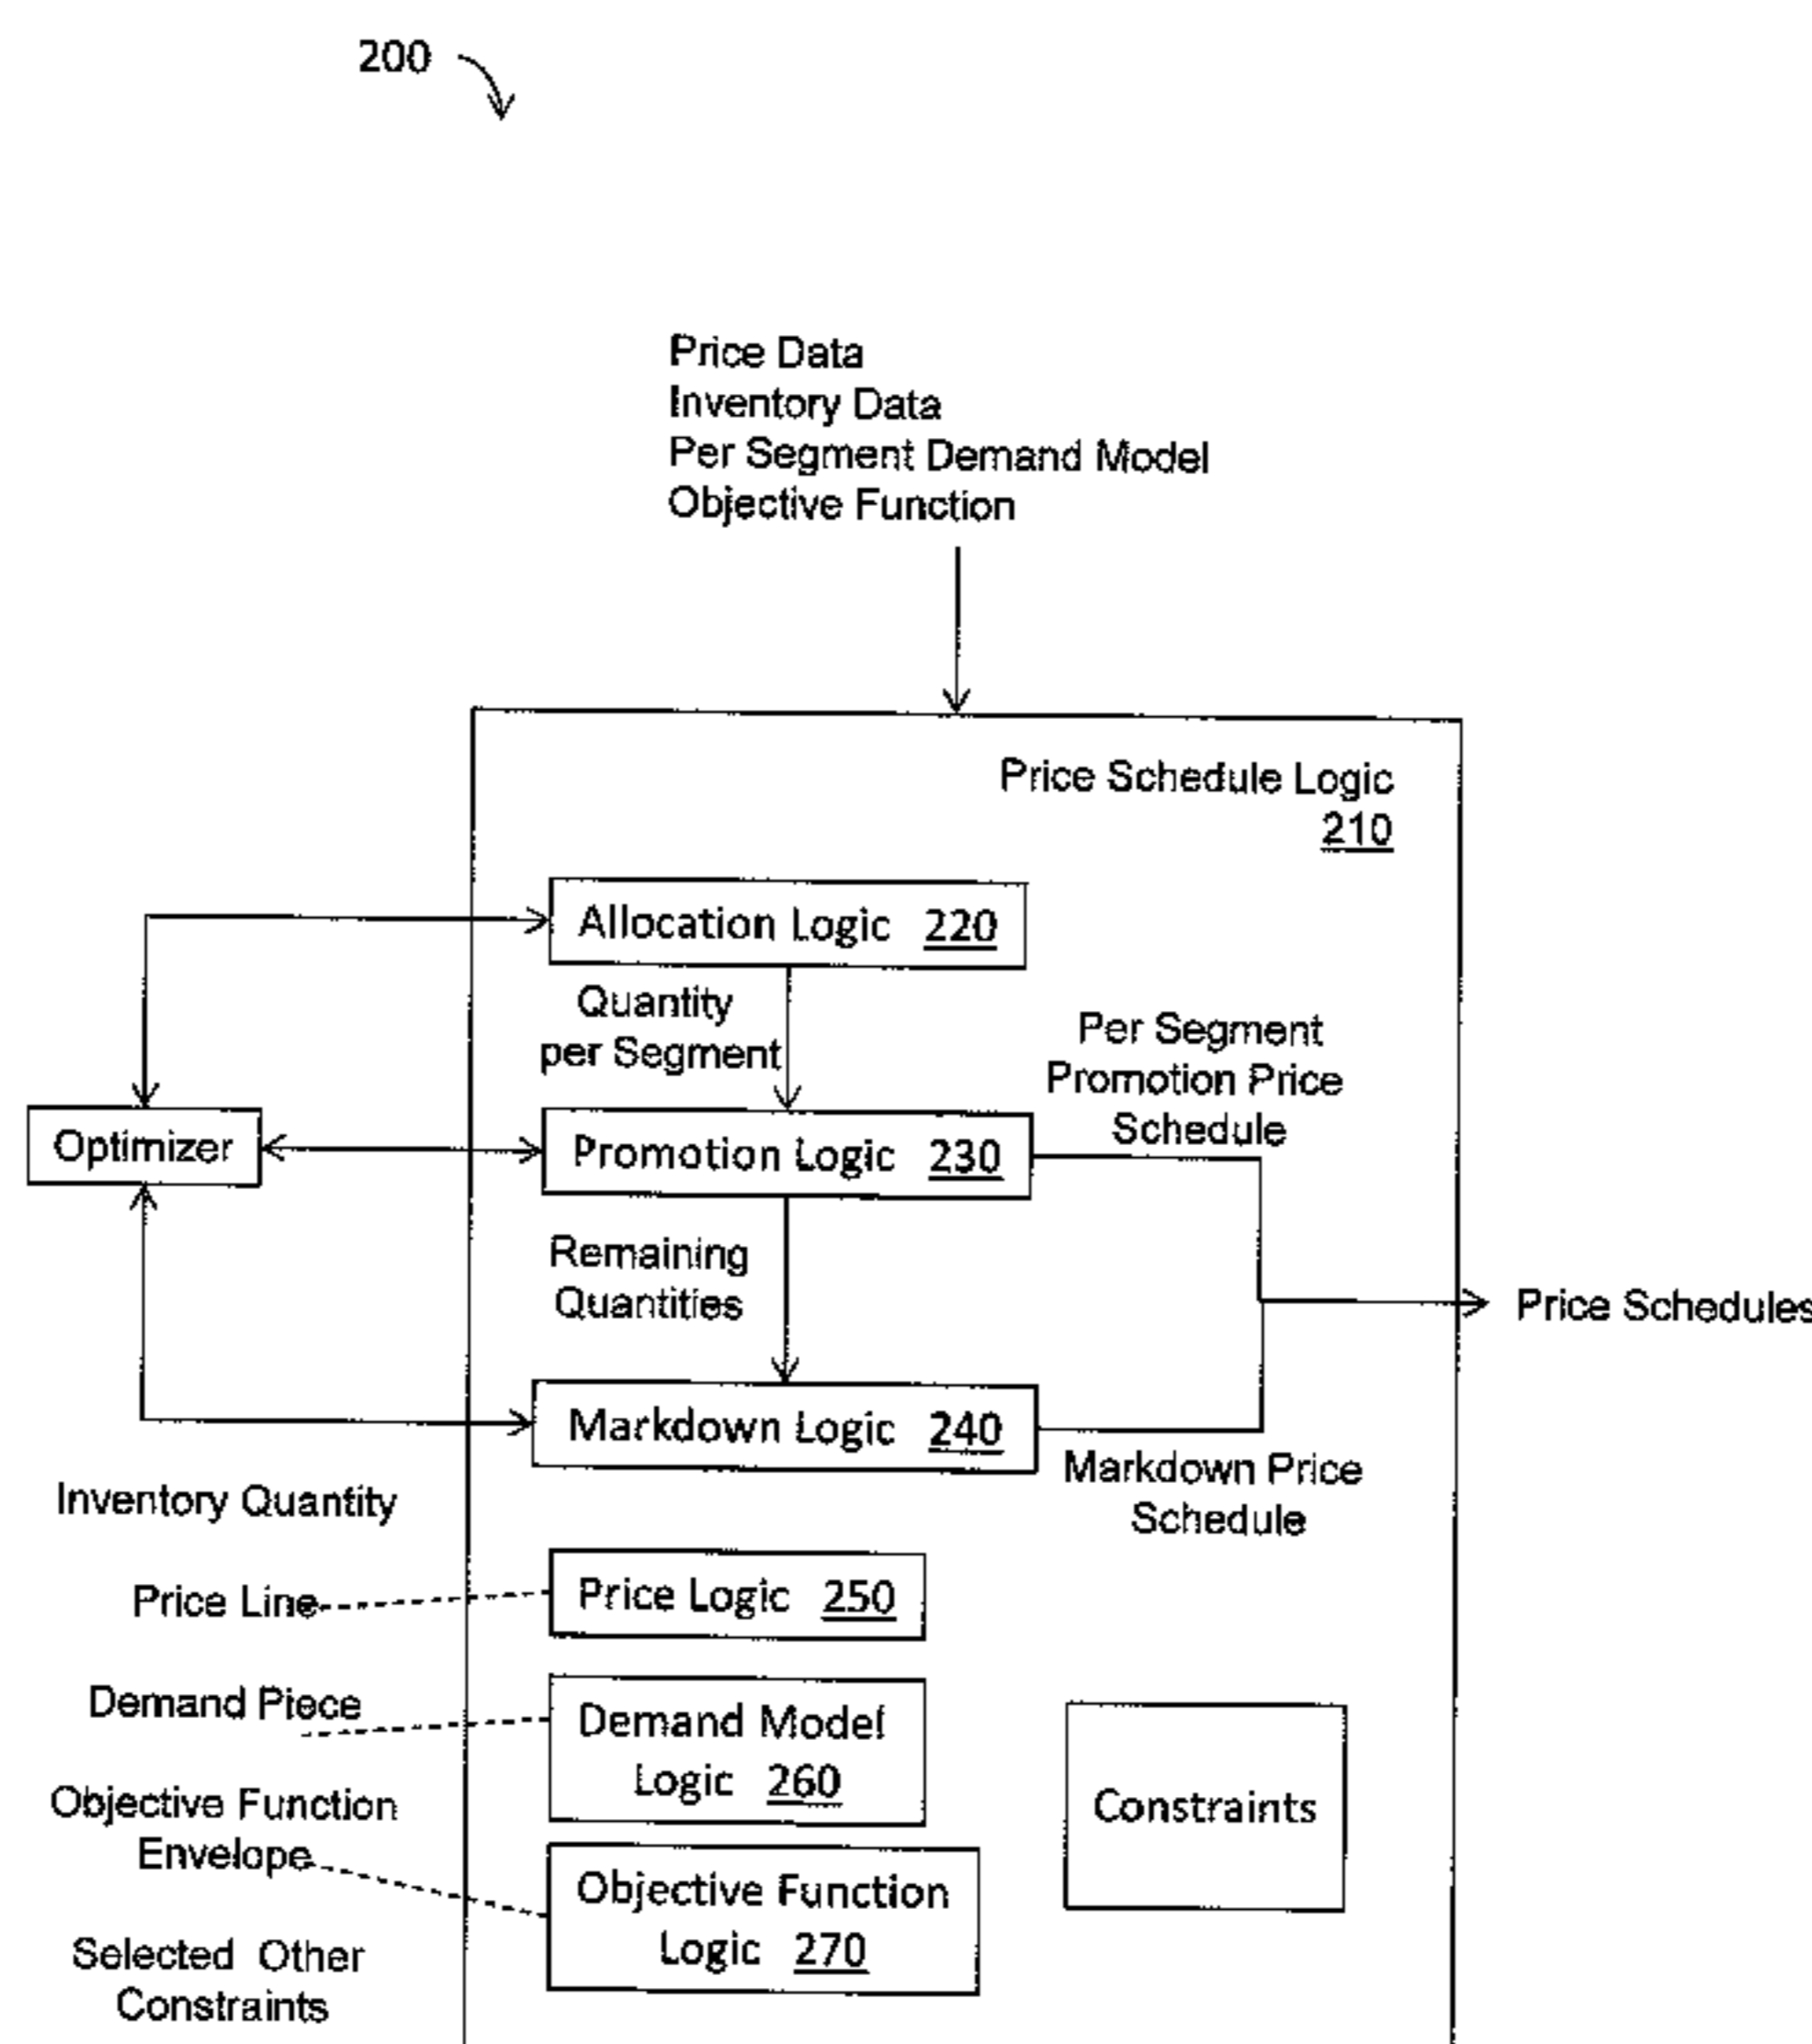 200
Price Data
Inventory Data
Per Segment Demand Model
Objective Function
Price Schedule Logic
210
Allocation Logic 220
Quantity
per Segment
Per Segment
Promotion Price
Schedule
Optimizer
Promotion Logic 230
Remaining
Quantities
Price Schedules
Markdown Logic 240
Markdown Price
Schedule
Inventory Quantity
Price Line
Price Logic 250
Demand Piece
Demand Model
Logic 260
Constraints
Objective Function
Envelope
Objective Function
Logic 270
Selected Other
Constraints